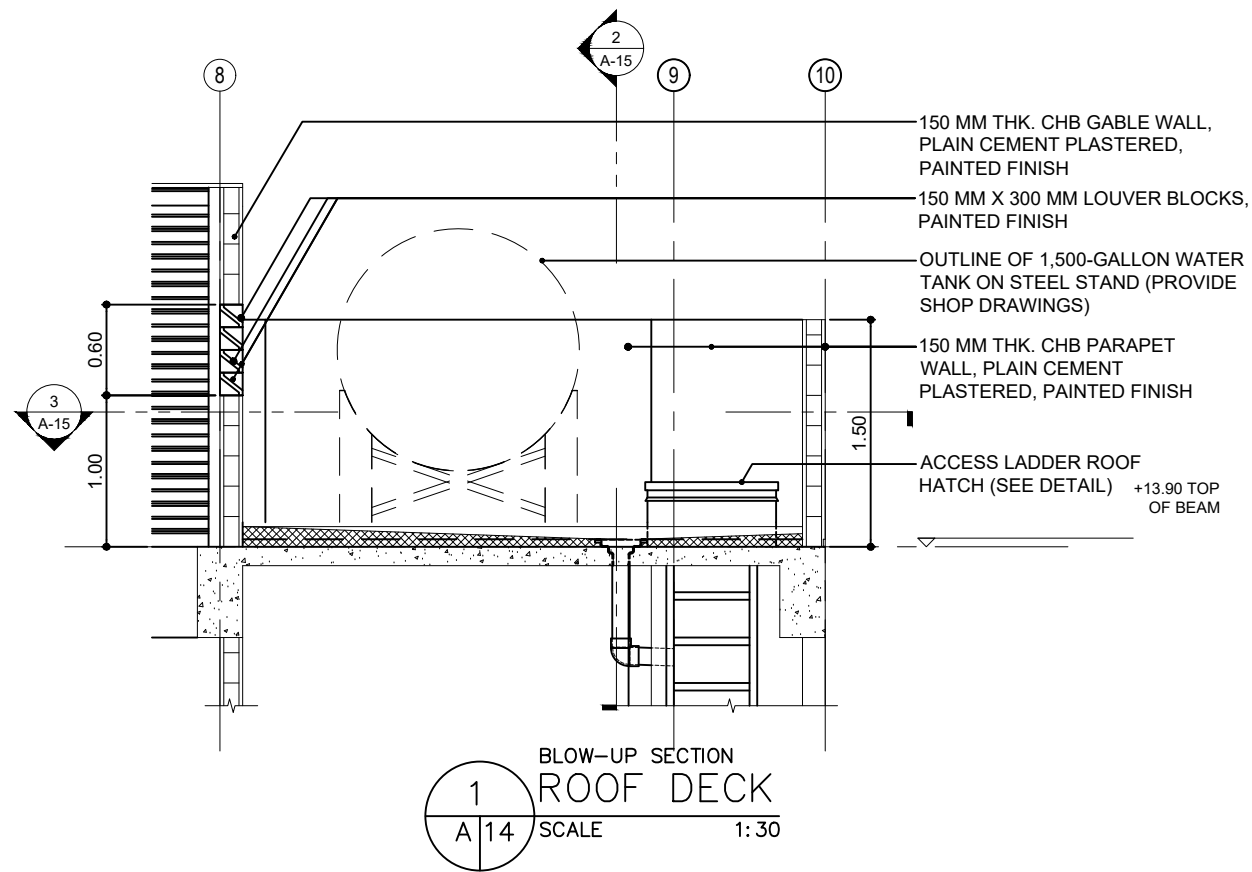 2
A-15
8
9
10
150 MM THK. CHB GABLE WALL,
PLAIN CEMENT PLASTERED,
PAINTED FINISH
150 MM X 300 MM LOUVER BLOCKS,
PAINTED FINISH
OUTLINE OF 1,500-GALLON WATER
TANK ON STEEL STAND (PROVIDE
SHOP DRAWINGS)
0.60
150 MM THK. CHB PARAPET
WALL, PLAIN CEMENT
PLASTERED, PAINTED FINISH
3
A-15
1.00
1.50
ACCESS LADDER ROOF
HATCH (SEE DETAIL)
+13.90 TOP
OF BEAM
BLOW-UP SECTION
1
ROOF DECK
A 14
SCALE 1:30